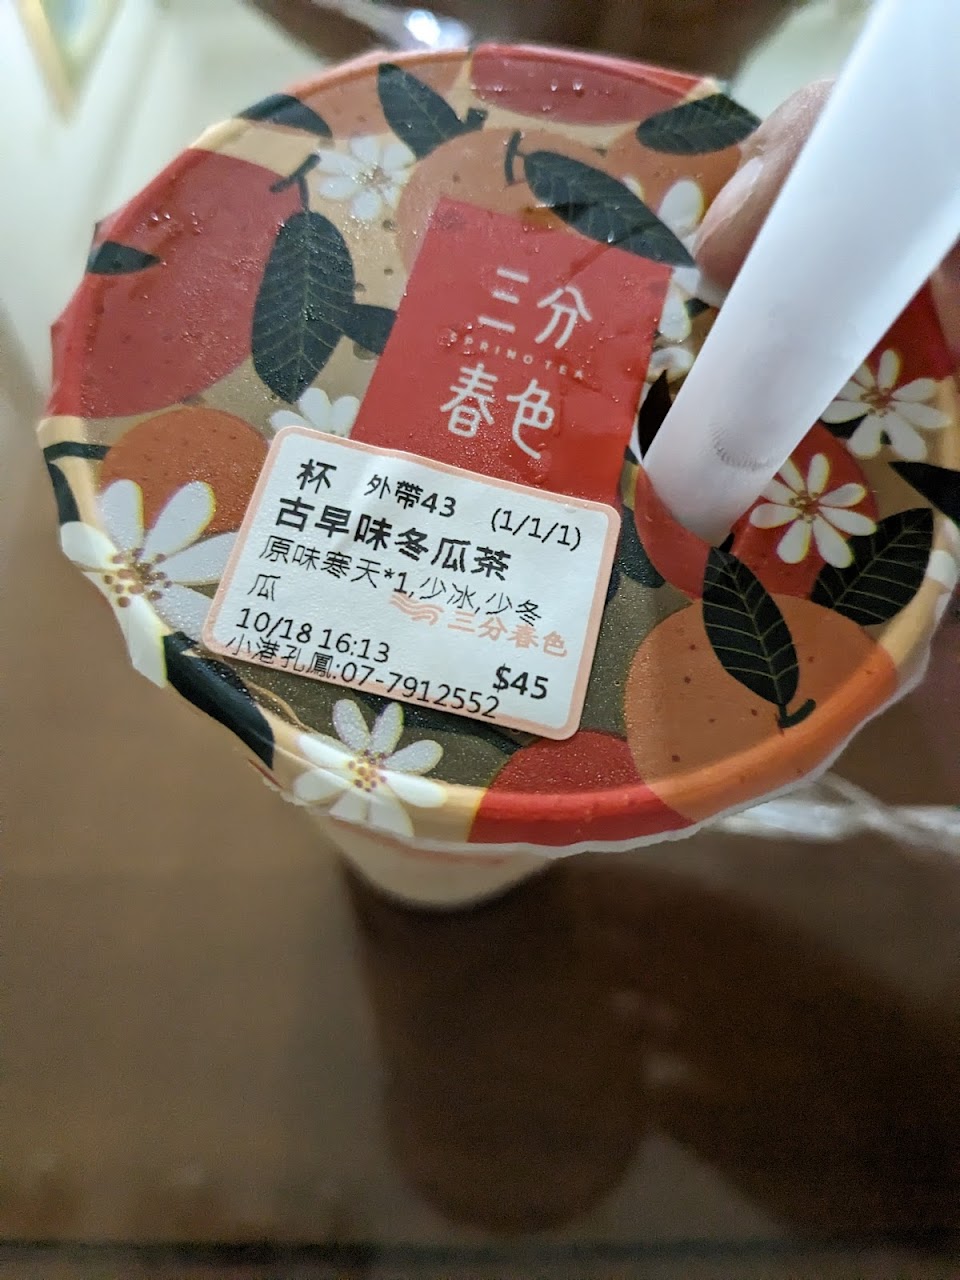 三分
SPRING TEA
春色
杯 外帶43 (1/1/1)
古早味冬瓜茶
原味寒天*1,少冰,少冬
瓜
三分春色
10/18 16:13
$45
小港孔鳳:07-7912552